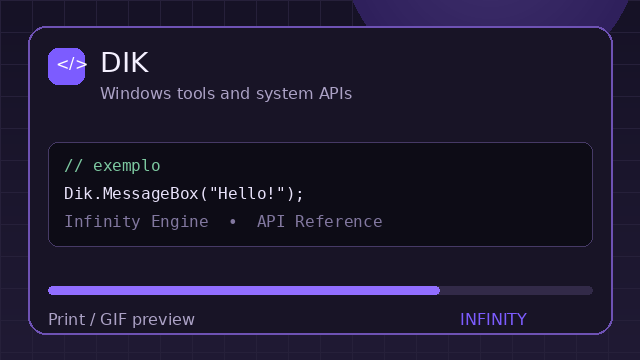 </>
DIK
Windows tools and system APIs
// exemplo
Dik.MessageBox("Hello!");
Infinity Engine • API Reference
Print / GIF preview
INFINITY